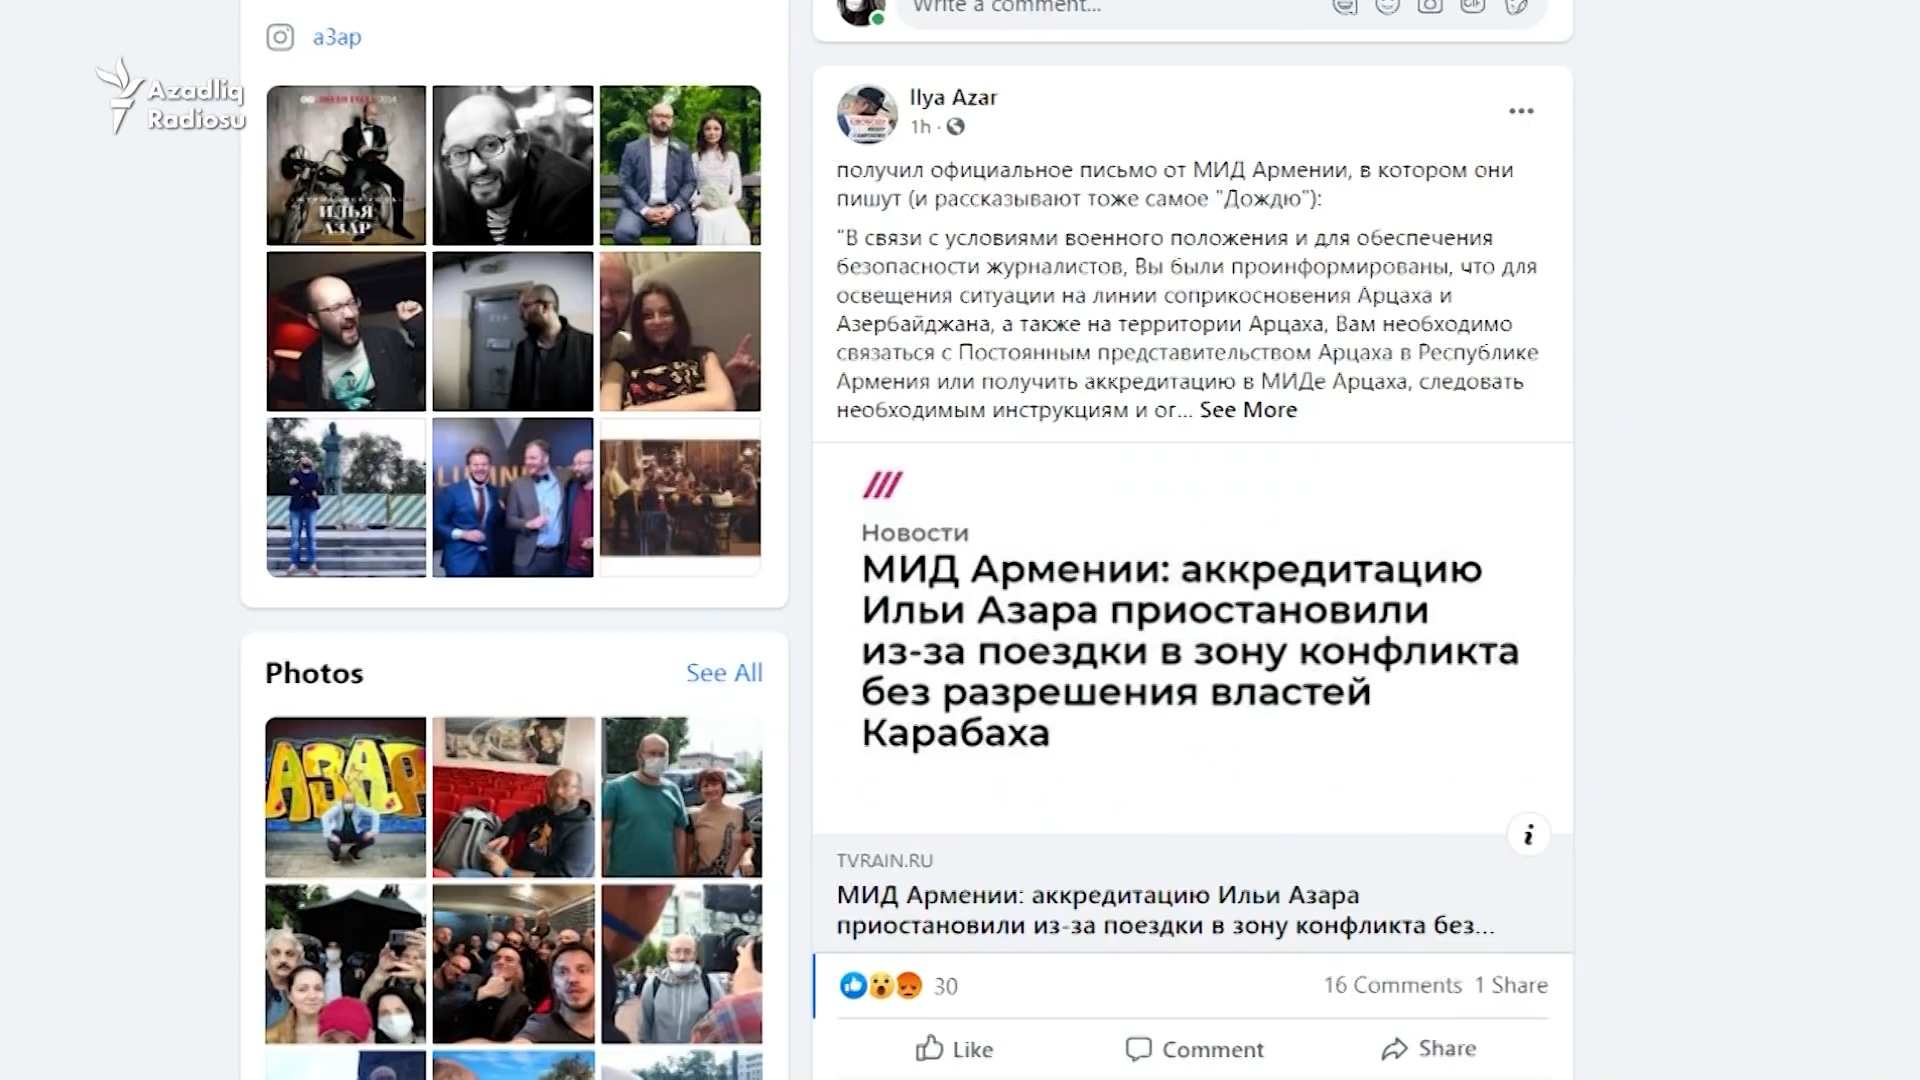 аЗар
Azadlıq
Radiosu
2014
ИЛЬЯ
АЗАР
Photos
See All
АЗАР
Write a comment...
Ilya Azar
1h
получил официальное письмо от МИД Армении, в котором они
пишут (и рассказывают тоже самое "Дождю"):
"В связи с условиями военного положения и для обеспечения
безопасности журналистов, Вы были проинформированы, что для
освещения ситуации на линии соприкосновения Арцаха и
Азербайджана, а также на территории Арцаха, Вам необходимо
связаться с Постоянным представительством Арцаха в Республике
Армения или получить аккредитацию в МИДе Арцаха, следовать
необходимым инструкциям и ог... See More
Новости
МИД Армении: аккредитацию
Ильи Азара приостановили
из-за поездки в зону конфликта
без разрешения властей
Карабаха
TVRAIN.RU
МИД Армении: аккредитацию Ильи Азара
приостановили из-за поездки в зону конфликта без...
30
16 Comments 1 Share
Like
Comment
Share